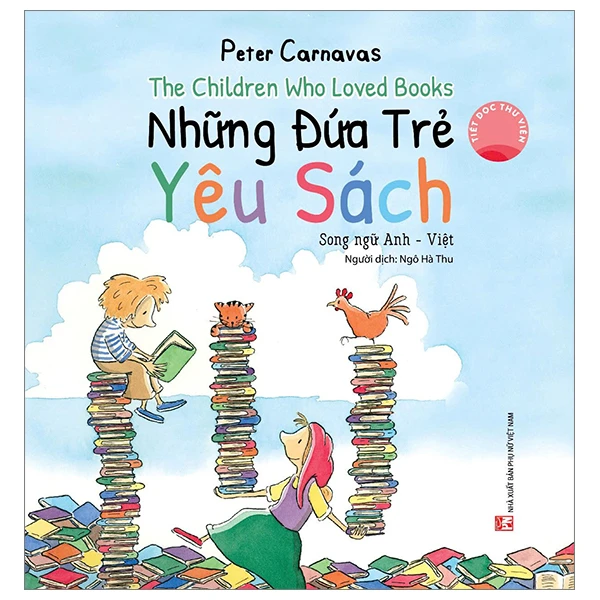 Peter Carnavas
The Children Who Loved Books
Những Đứa Trẻ
Yêu Sách
TIẾT ĐỌC THƯ VIỆN
Song ngữ Anh - Việt
Người dịch: Ngô Hà Thu
NHÀ XUẤT BẢN PHỤ NỮ VIỆT NAM
PN